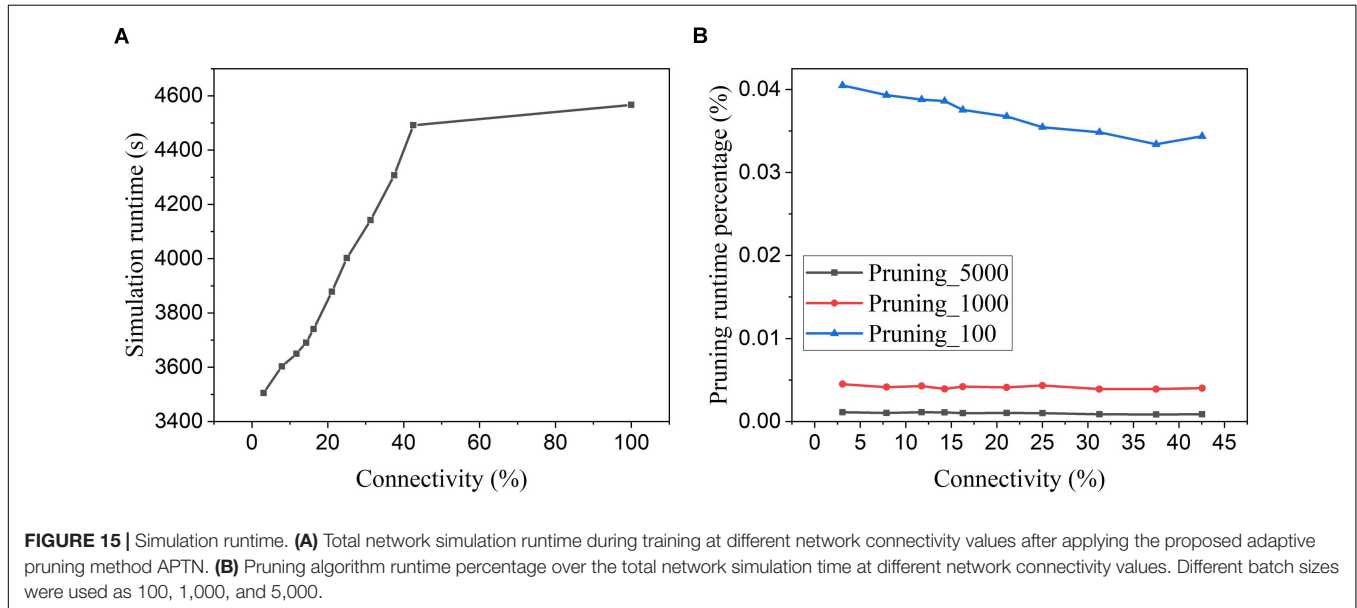 A
Simulation runtime (s)
4600
4400
4200
4000
3800
3600
3400
0 20 40 60 80 100
Connectivity (%)
B
Pruning runtime percentage (%)
0.04
0.03
0.02
0.01
0.00
Pruning_5000
Pruning_1000
Pruning_100
0 5 10 15 20 25 30 35 40 45
Connectivity (%)
FIGURE 15 | Simulation runtime. (A) Total network simulation runtime during training at different network connectivity values after applying the proposed adaptive
pruning method APTN. (B) Pruning algorithm runtime percentage over the total network simulation time at different network connectivity values. Different batch sizes
were used as 100, 1,000, and 5,000.